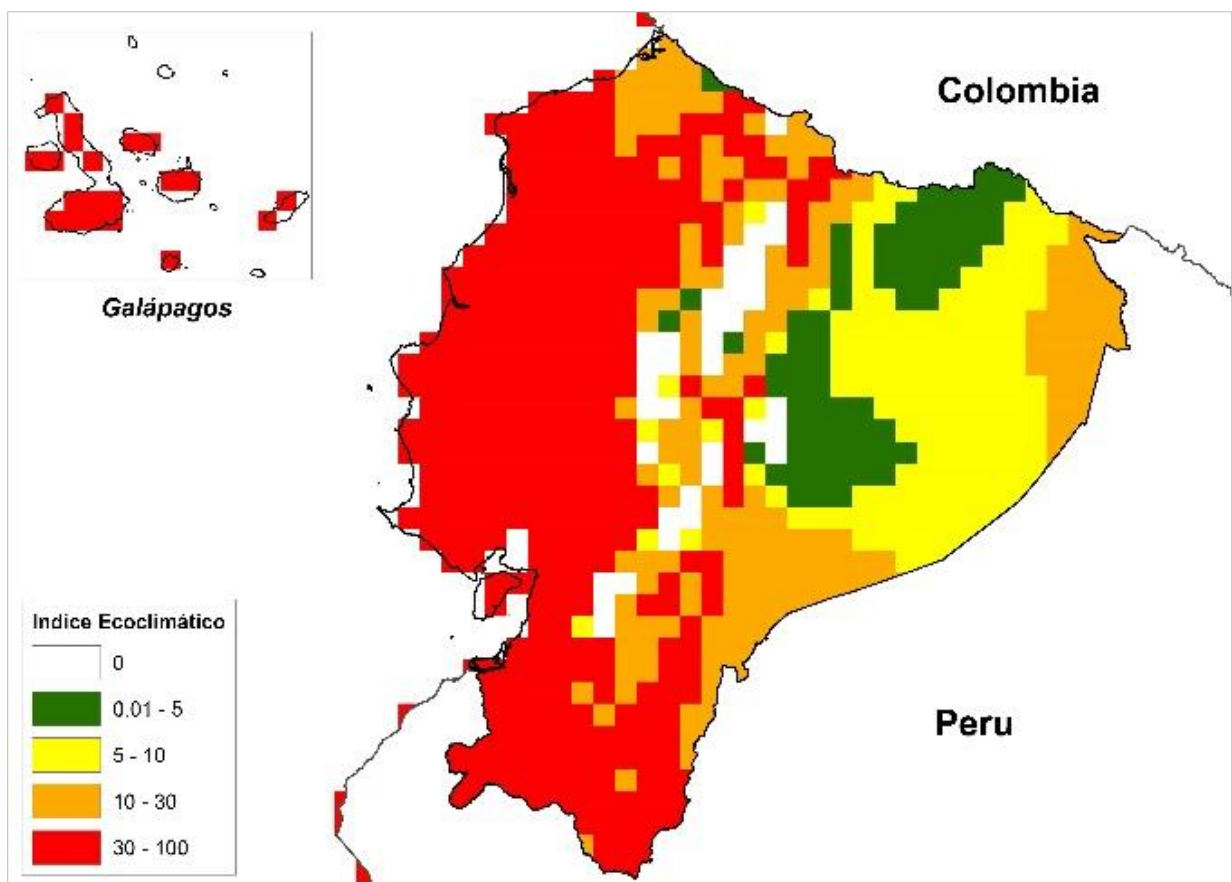 Colombia
Galápagos
Indice Ecoclimático
0
0.01 - 5
5 - 10
10 - 30
30 - 100
Peru